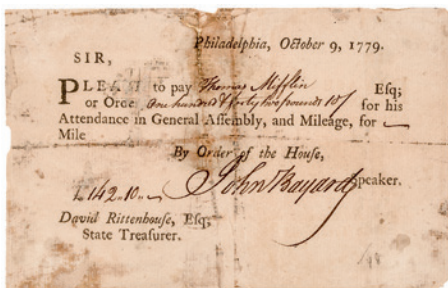 Philadelphia, October 9, 1779.
SIR,
PLEASE to pay Thomas Mifflin Esq;
or Order one hundred & forty two pounds 10/ for his
Attendance in General Assembly, and Mileage, for
Mile
By Order of the House,
John Bayard Speaker.
£142.10.
David Rittenhouse, Esq;
State Treasurer.